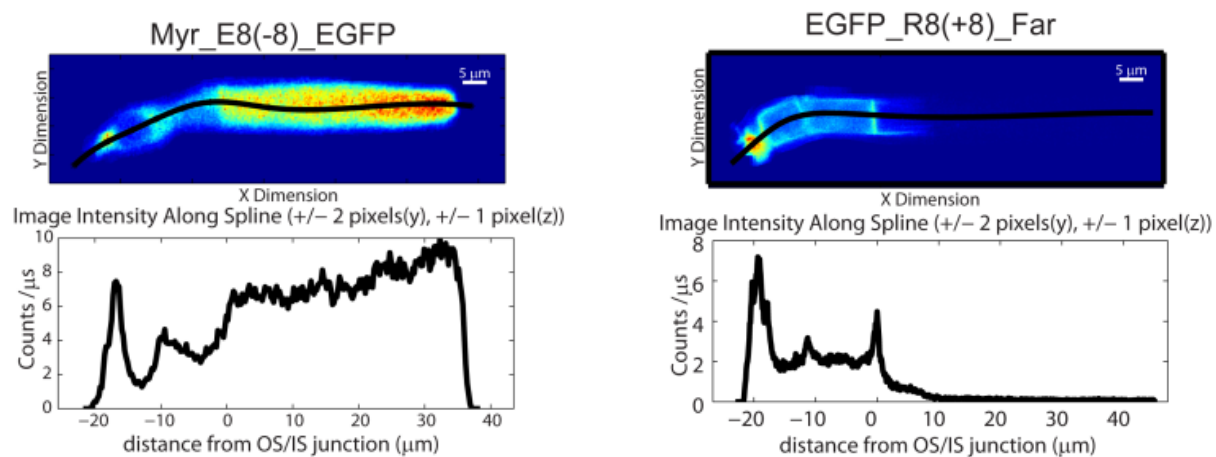 Myr_E8(-8)_EGFP
5 μm
Y Dimension
X Dimension
Image Intensity Along Spline (+/− 2 pixels(y), +/− 1 pixel(z))
10
8
6
4
2
0
Counts /μs
−20 −10 0 10 20 30 40
distance from OS/IS junction (μm)
EGFP_R8(+8)_Far
5 μm
Y Dimension
X Dimension
Image Intensity Along Spline (+/− 2 pixels(y), +/− 1 pixel(z))
8
6
4
2
0
Counts /μs
−20 −10 0 10 20 30 40
distance from OS/IS junction (μm)